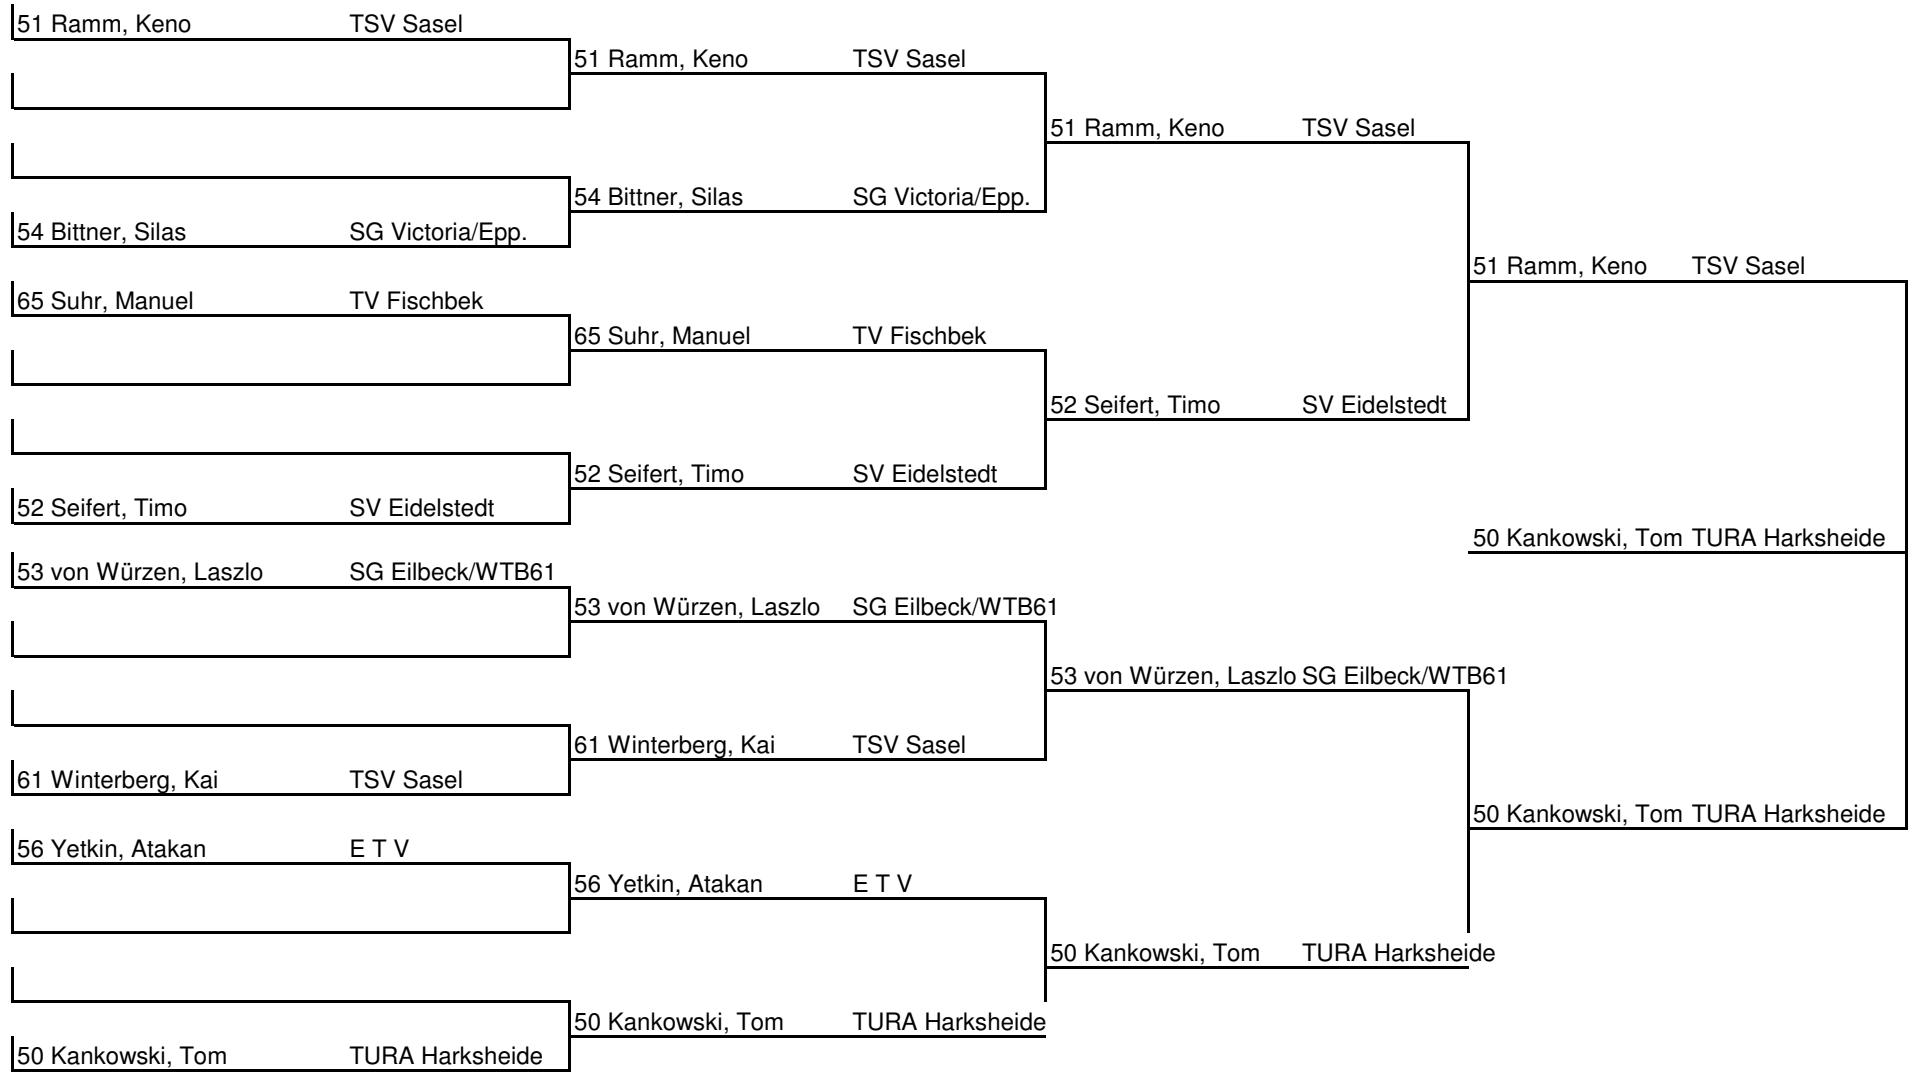 51 Ramm, Keno TSV Sasel
51 Ramm, Keno TSV Sasel
51 Ramm, Keno TSV Sasel
54 Bittner, Silas SG Victoria/Epp.
54 Bittner, Silas SG Victoria/Epp.
51 Ramm, Keno TSV Sasel
65 Suhr, Manuel TV Fischbek
65 Suhr, Manuel TV Fischbek
52 Seifert, Timo SV Eidelstedt
52 Seifert, Timo SV Eidelstedt
52 Seifert, Timo SV Eidelstedt
50 Kankowski, Tom TURA Harksheide
53 von Würzen, Laszlo SG Eilbeck/WTB61
53 von Würzen, Laszlo SG Eilbeck/WTB61
53 von Würzen, Laszlo SG Eilbeck/WTB61
61 Winterberg, Kai TSV Sasel
61 Winterberg, Kai TSV Sasel
50 Kankowski, Tom TURA Harksheide
56 Yetkin, Atakan E T V
56 Yetkin, Atakan E T V
50 Kankowski, Tom TURA Harksheide
50 Kankowski, Tom TURA Harksheide
50 Kankowski, Tom TURA Harksheide